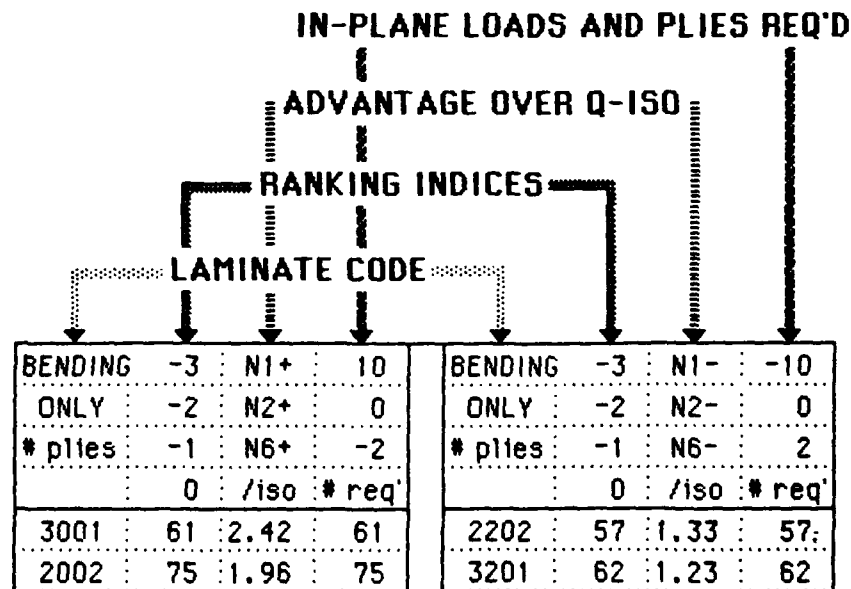 IN-PLANE LOADS AND PLIES REQ'D
ADVANTAGE OVER Q-ISO
RANKING INDICES
LAMINATE CODE
BENDING -3 N1+ 10 BENDING -3 N1- -10
ONLY -2 N2+ 0 ONLY -2 N2- 0
# plies -1 N6+ -2 # plies -1 N6- 2
0 /iso # req' 0 /iso # req'
3001 61 2.42 61 2202 57 1.33 57
2002 75 1.96 75 3201 62 1.23 62